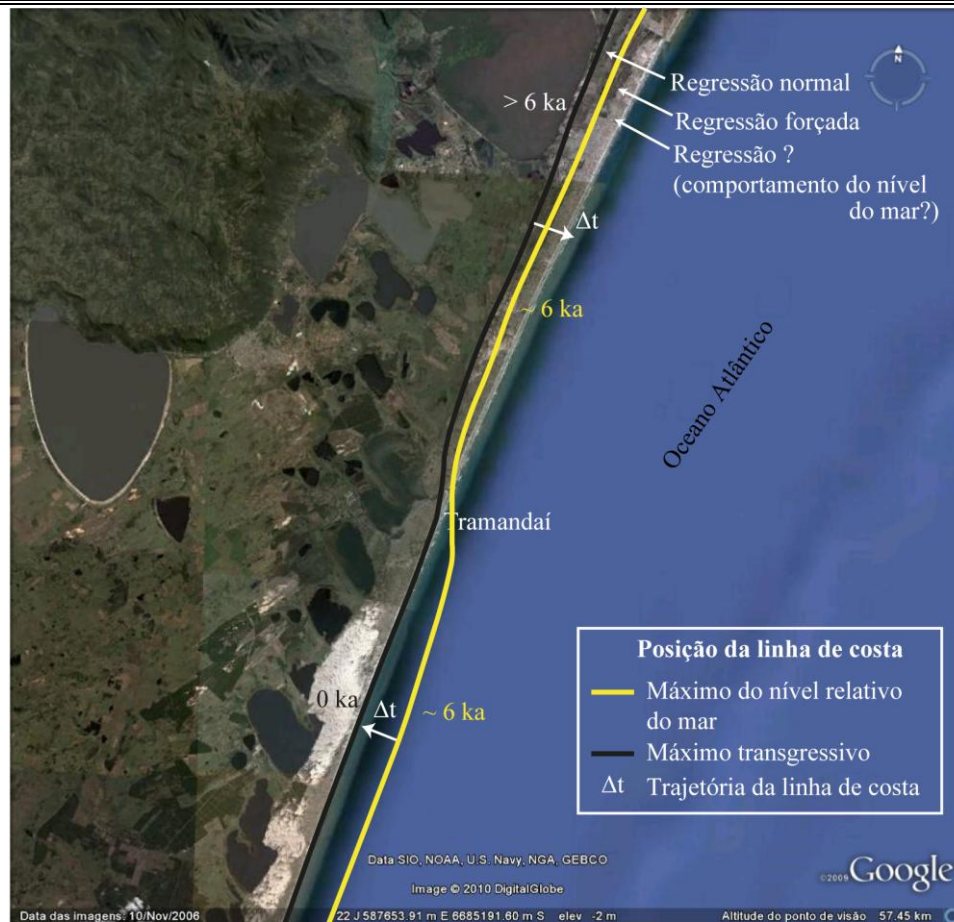 N
Regressão normal
> 6 ka
Regressão forçada
Regressão ?
(comportamento do nível
do mar?)
Δt
~ 6 ka
Oceano Atlântico
Tramandaí
0 ka
Δt
~ 6 ka
Posição da linha de costa
Máximo do nível relativo
do mar
Máximo transgressivo
Δt Trajetória da linha de costa
Data SIO, NOAA, U.S. Navy, NGA, GEBCO
Image © 2010 DigitalGlobe
©2009 Google
Data das imagens: 10/Nov/2006
22 J 587653.91 m E 6685191.60 m S elev -2 m
Altitude do ponto de visão 57.45 km